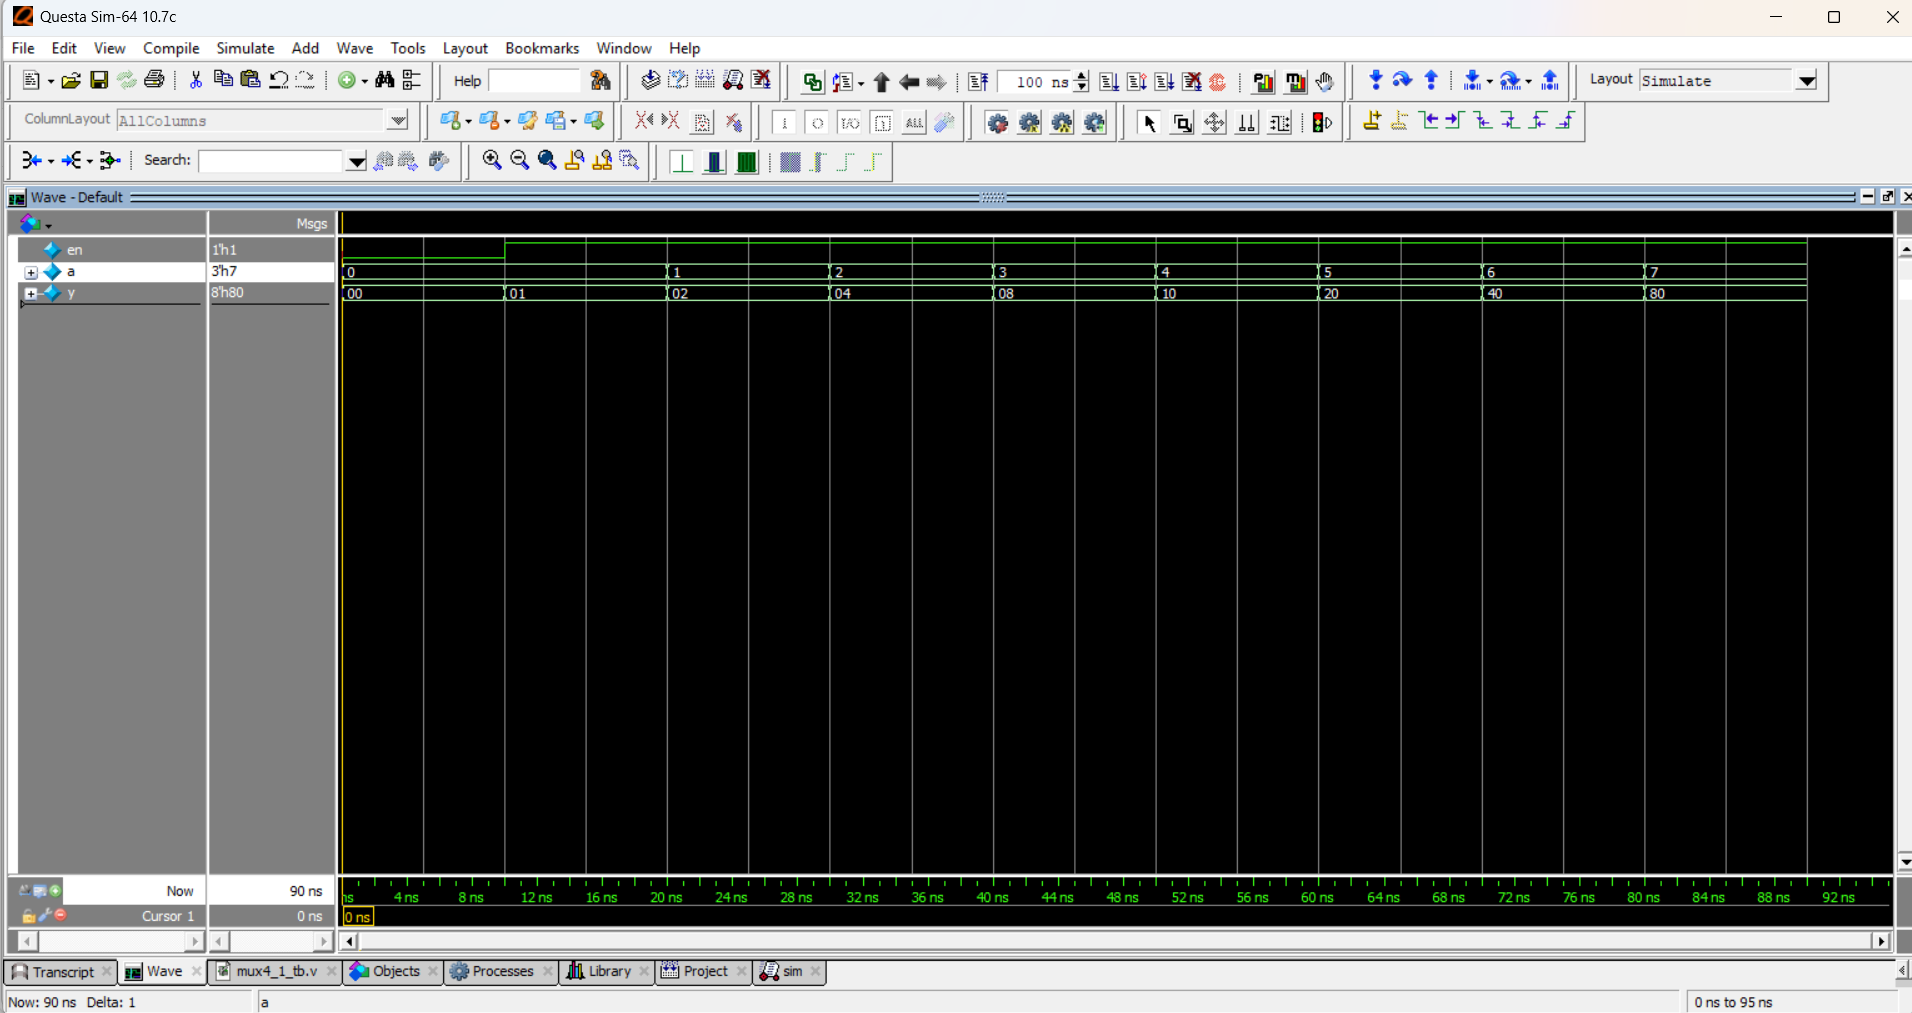 Questa Sim-64 10.7c
File Edit View Compile Simulate Add Wave Tools Layout Bookmarks Window Help
Help 100 ns Layout Simulate
ColumnLayout AllColumns I/O ALL
Search:
Wave - Default
Msgs
en 1'h1
a 3'h7 0 1 2 3 4 5 6 7
y 8'h80 00 01 02 04 08 10 20 40 80
Now 90 ns ns 4 ns 8 ns 12 ns 16 ns 20 ns 24 ns 28 ns 32 ns 36 ns 40 ns 44 ns 48 ns 52 ns 56 ns 60 ns 64 ns 68 ns 72 ns 76 ns 80 ns 84 ns 88 ns 92 ns
Cursor 1 0 ns 0 ns
Transcript Wave mux4_1_tb.v Objects Processes Library Project sim
Now: 90 ns Delta: 1 a 0 ns to 95 ns